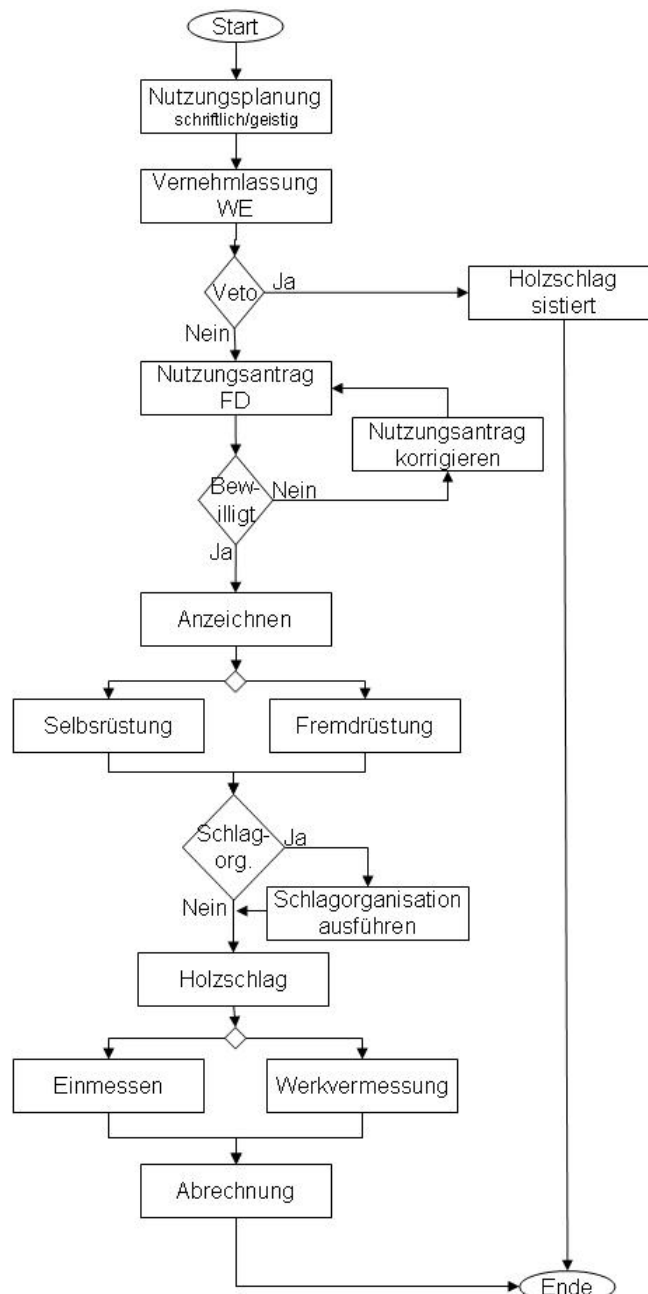 Start
Nutzungsplanung
schriftlich/geistig
Vernehmlassung
WE
Veto
Ja
Holzschlag
sistiert
Nein
Nutzungsantrag
FD
Nutzungsantrag
korrigieren
Bew-
illigt
Nein
Ja
Anzeichnen
Selbsrüstung
Fremdrüstung
Schlag-
org.
Ja
Nein
Schlagorganisation
ausführen
Holzschlag
Einmessen
Werkvermessung
Abrechnung
Ende